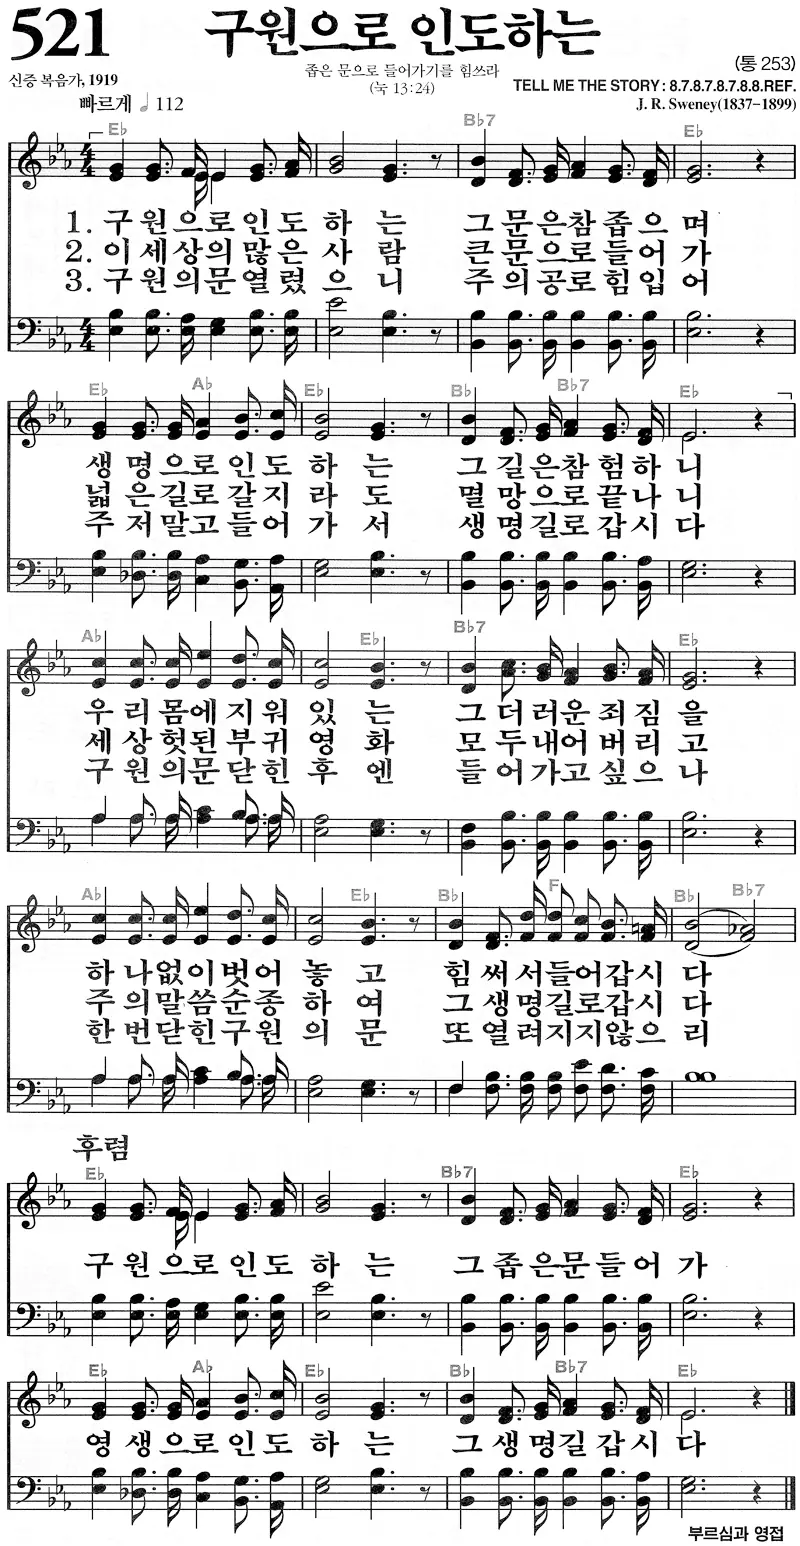 521 구원으로 인도하는
(통 253)
신증 복음가, 1919
좁은 문으로 들어가기를 힘쓰라
(눅 13:24)
TELL ME THE STORY : 8.7.8.7.8.7.8.8.REF.
J. R. Sweney(1837-1899)
빠르게 ♩ 112
E♭ B♭7 E♭
1. 구 원으로인도 하 는 그 문은참좁으 며
2. 이 세상의많은 사 람 큰 문으로들어 가
3. 구 원의문열렸 으 니 주 의공로힘입 어
E♭ A♭ E♭ B♭ B♭7 E♭
생 명으로인도 하 는 그 길은참험하 니
넓 은길로갈지 라 도 멸 망으로끝나 니
주 저말고들어 가 서 생 명길로갑시 다
A♭ E♭ B♭7 E♭
우 리몸에지워 있 는 그 더러운죄짐 을
세 상헛된부귀 영 화 모 두내어버리 고
구 원의문닫힌 후 엔 들 어가고싶으 나
A♭ E♭ B♭ F B♭ B♭7
하 나없이벗어 놓 고 힘 써서들어갑시 다
주 의말씀순종 하 여 그 생명길로갑시 다
한 번닫힌구원 의 문 또 열려지지않으 리
후렴
E♭ B♭7 E♭
구 원으로인도 하 는 그 좁은문들어 가
E♭ A♭ E♭ B♭ B♭7 E♭
영 생으로인도 하 는 그 생명길갑시 다
부르심과 영접